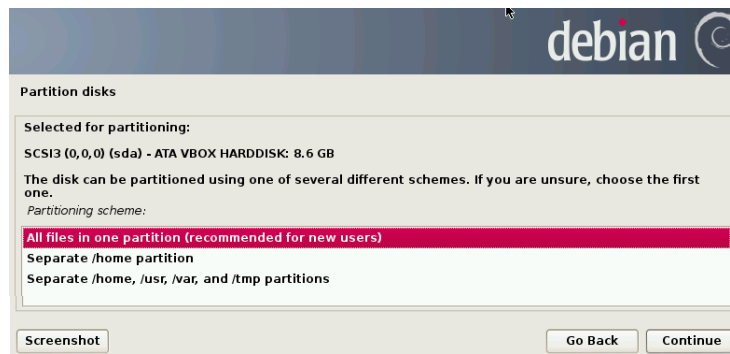 debian
Partition disks
Selected for partitioning:
SCSI3 (0,0,0) (sda) - ATA VBOX HARDDISK: 8.6 GB
The disk can be partitioned using one of several different schemes. If you are unsure, choose the first
one.
Partitioning scheme:
All files in one partition (recommended for new users)
Separate /home partition
Separate /home, /usr, /var, and /tmp partitions
Screenshot
Go Back
Continue